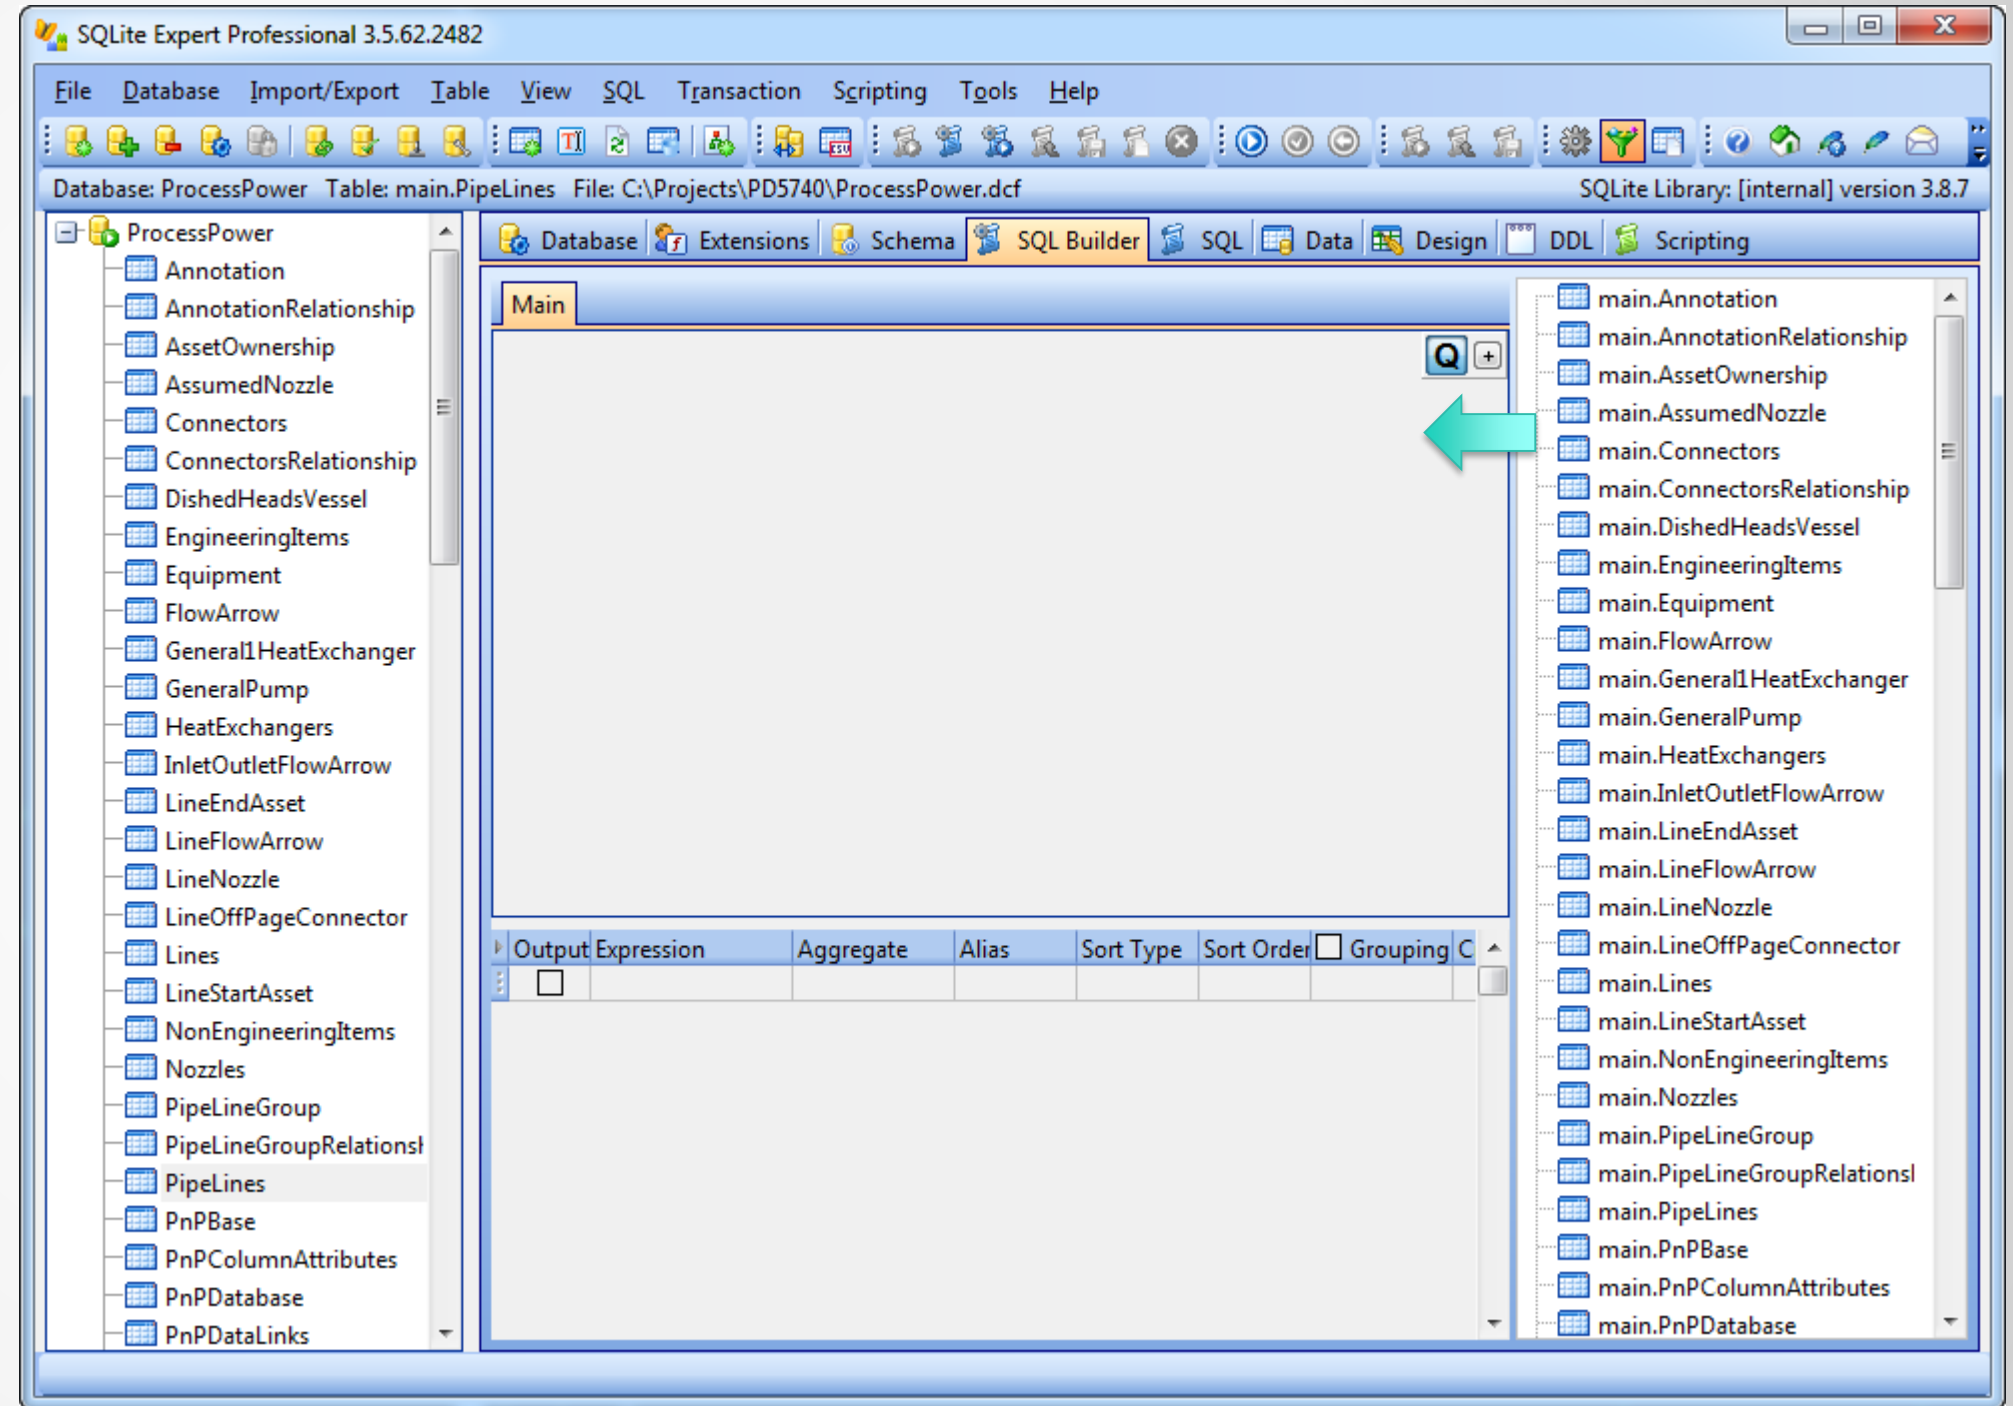 SQLite Expert Professional 3.5.62.2482
File Database Import/Export Table View SQL Transaction Scripting Tools Help
Database: ProcessPower Table: main.PipeLines File: C:\Projects\PD5740\ProcessPower.dcf SQLite Library: [internal] version 3.8.7
ProcessPower
Annotation
AnnotationRelationship
AssetOwnership
AssumedNozzle
Connectors
ConnectorsRelationship
DishedHeadsVessel
EngineeringItems
Equipment
FlowArrow
General1HeatExchanger
GeneralPump
HeatExchangers
InletOutletFlowArrow
LineEndAsset
LineFlowArrow
LineNozzle
LineOffPageConnector
Lines
LineStartAsset
NonEngineeringItems
Nozzles
PipeLineGroup
PipeLineGroupRelations
PipeLines
PnPBase
PnPColumnAttributes
PnPDatabase
PnPDataLinks
Database Extensions Schema SQL Builder SQL Data Design DDL Scripting
Main
Q
Output Expression Aggregate Alias Sort Type Sort Order Grouping C
main.Annotation
main.AnnotationRelationship
main.AssetOwnership
main.AssumedNozzle
main.Connectors
main.ConnectorsRelationship
main.DishedHeadsVessel
main.EngineeringItems
main.Equipment
main.FlowArrow
main.General1HeatExchanger
main.GeneralPump
main.HeatExchangers
main.InletOutletFlowArrow
main.LineEndAsset
main.LineFlowArrow
main.LineNozzle
main.LineOffPageConnector
main.Lines
main.LineStartAsset
main.NonEngineeringItems
main.Nozzles
main.PipeLineGroup
main.PipeLineGroupRelations
main.PipeLines
main.PnPBase
main.PnPColumnAttributes
main.PnPDatabase